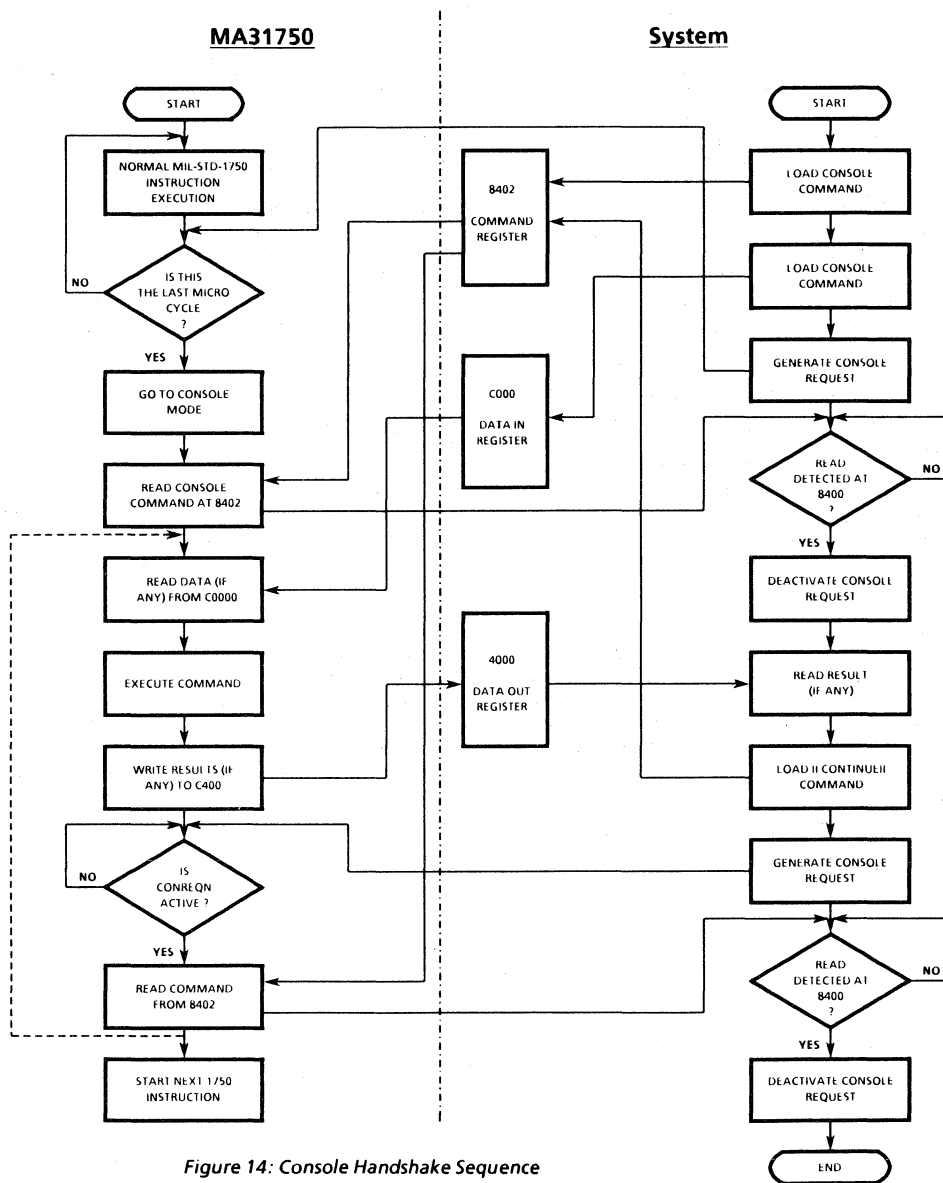 MA31750
START
NORMAL MIL-STD-1750
INSTRUCTION
EXECUTION
IS THIS
THE LAST MICRO
CYCLE
?
NO
YES
GO TO CONSOLE
MODE
READ CONSOLE
COMMAND AT 8402
READ DATA (IF
ANY) FROM C0000
EXECUTE COMMAND
WRITE RESULTS (IF
ANY) TO C400
IS
CONREQN
ACTIVE ?
NO
YES
READ COMMAND
FROM 8402
START NEXT 1750
INSTRUCTION
8402
COMMAND
REGISTER
C000
DATA IN
REGISTER
4000
DATA OUT
REGISTER
System
START
LOAD CONSOLE
COMMAND
LOAD CONSOLE
COMMAND
GENERATE CONSOLE
REQUEST
READ
DETECTED AT
8400
?
NO
YES
DEACTIVATE CONSOLE
REQUEST
READ RESULT
(IF ANY)
LOAD II CONTINUEII
COMMAND
GENERATE CONSOLE
REQUEST
READ
DETECTED AT
8400
?
NO
YES
DEACTIVATE CONSOLE
REQUEST
END
Figure 14: Console Handshake Sequence